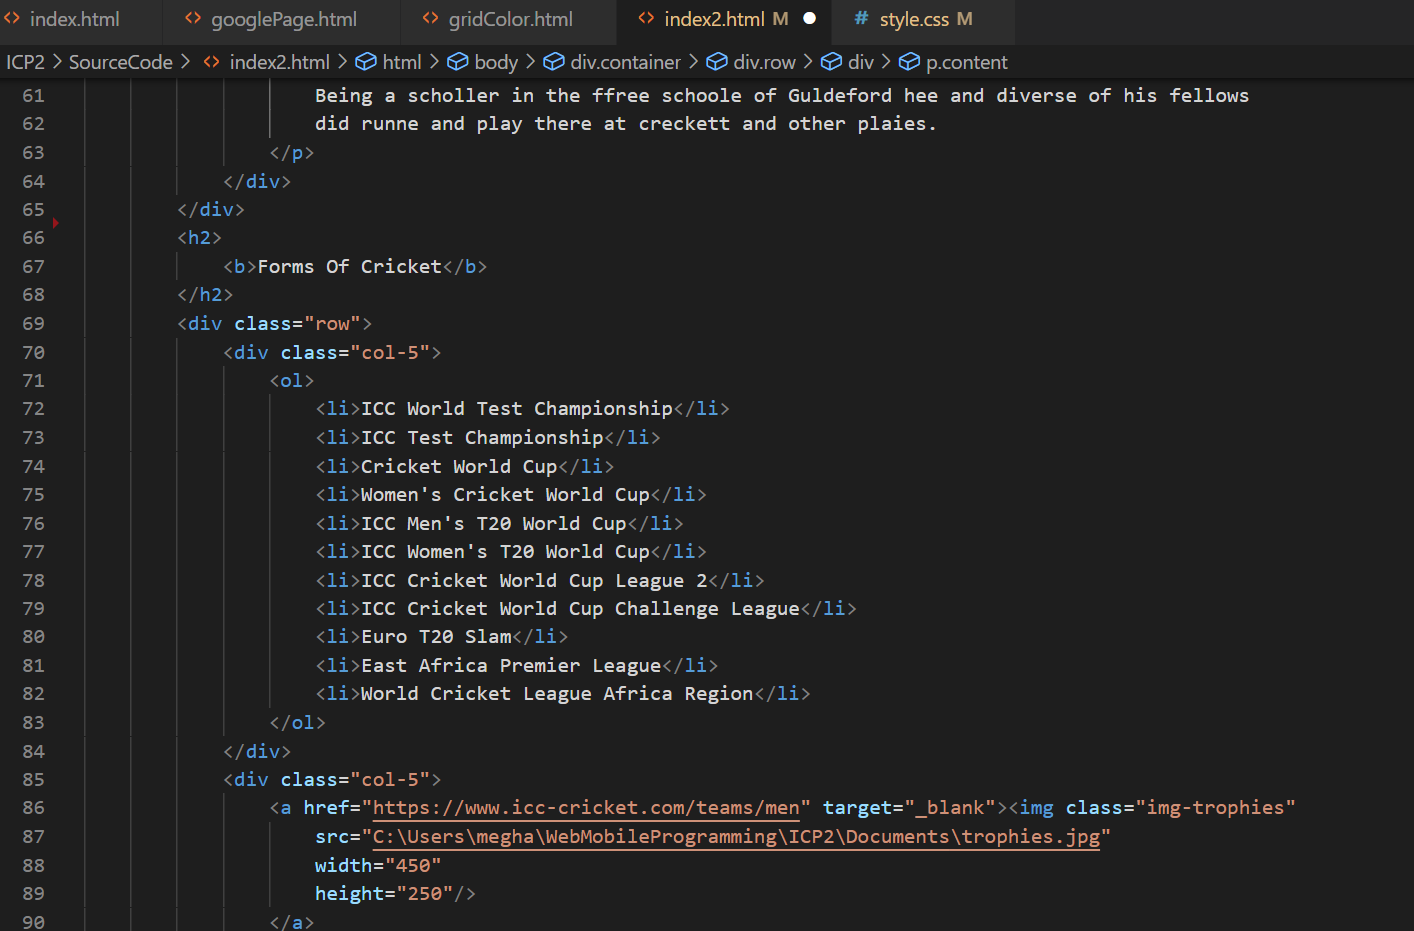 index.html googlePage.html gridColor.html index2.html M style.css M
ICP2 > SourceCode > index2.html > html > body > div.container > div.row > div > p.content
61 Being a scholler in the ffree schoole of Guldeford hee and diverse of his fellows
62 did runne and play there at creckett and other plaies.
63 </p>
64 </div>
65 </div>
66 <h2>
67 <b>Forms Of Cricket</b>
68 </h2>
69 <div class="row">
70 <div class="col-5">
71 <ol>
72 <li>ICC World Test Championship</li>
73 <li>ICC Test Championship</li>
74 <li>Cricket World Cup</li>
75 <li>Women's Cricket World Cup</li>
76 <li>ICC Men's T20 World Cup</li>
77 <li>ICC Women's T20 World Cup</li>
78 <li>ICC Cricket World Cup League 2</li>
79 <li>ICC Cricket World Cup Challenge League</li>
80 <li>Euro T20 Slam</li>
81 <li>East Africa Premier League</li>
82 <li>World Cricket League Africa Region</li>
83 </ol>
84 </div>
85 <div class="col-5">
86 <a href="https://www.icc-cricket.com/teams/men" target="_blank"><img class="img-trophies"
87 src="C:\Users\megha\WebMobileProgramming\ICP2\Documents\trophies.jpg"
88 width="450"
89 height="250"/>
90 </a>